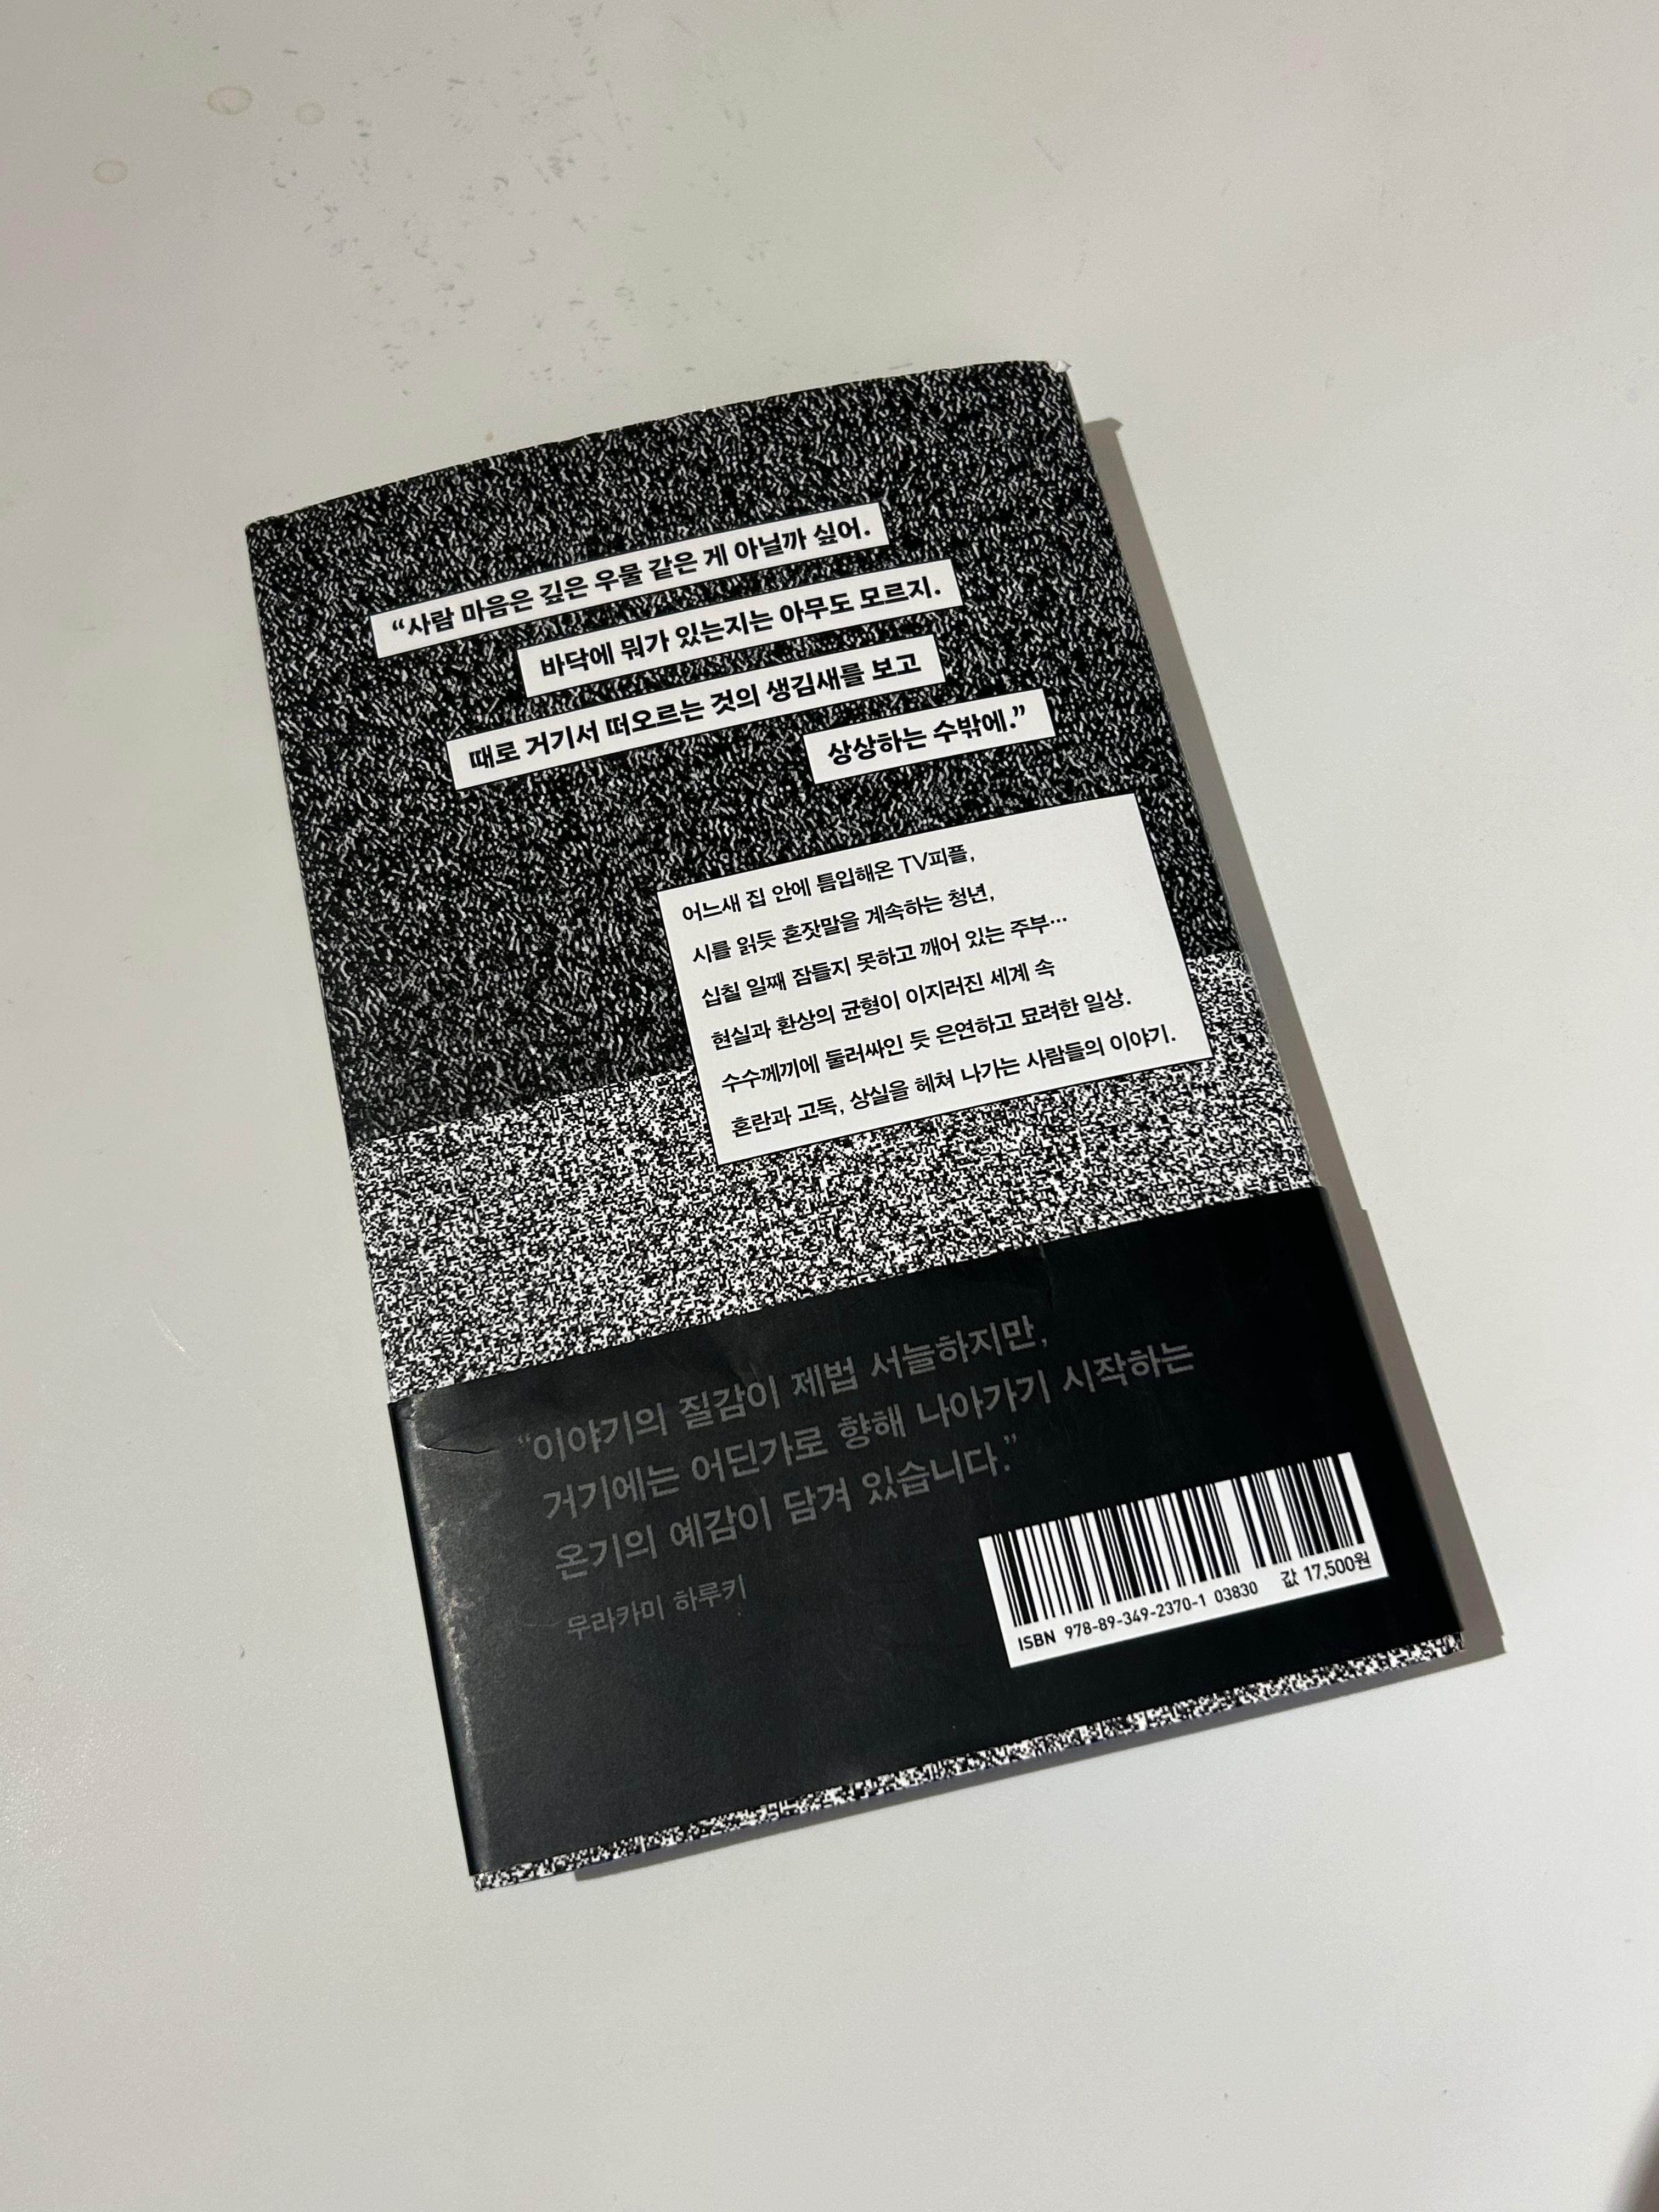 “사람 마음은 깊은 우물 같은 게 아닐까 싶어.
바닥에 뭐가 있는지는 아무도 모르지.
때로 거기서 떠오르는 것의 생김새를 보고
상상하는 수밖에.”
어느새 집 안에 틈입해온 TV피플,
시를 읽듯 혼잣말을 계속하는 청년,
십칠 일째 잠들지 못하고 깨어 있는 주부…
현실과 환상의 균형이 이지러진 세계 속
수수께끼에 둘러싸인 듯 은연하고 묘려한 일상.
혼란과 고독, 상실을 헤쳐 나가는 사람들의 이야기.
“이야기의 질감이 제법 서늘하지만,
거기에는 어딘가로 향해 나아가기 시작하는
온기의 예감이 담겨 있습니다.”
무라카미 하루키
ISBN 978-89-349-2370-1 03830 값 17,500원